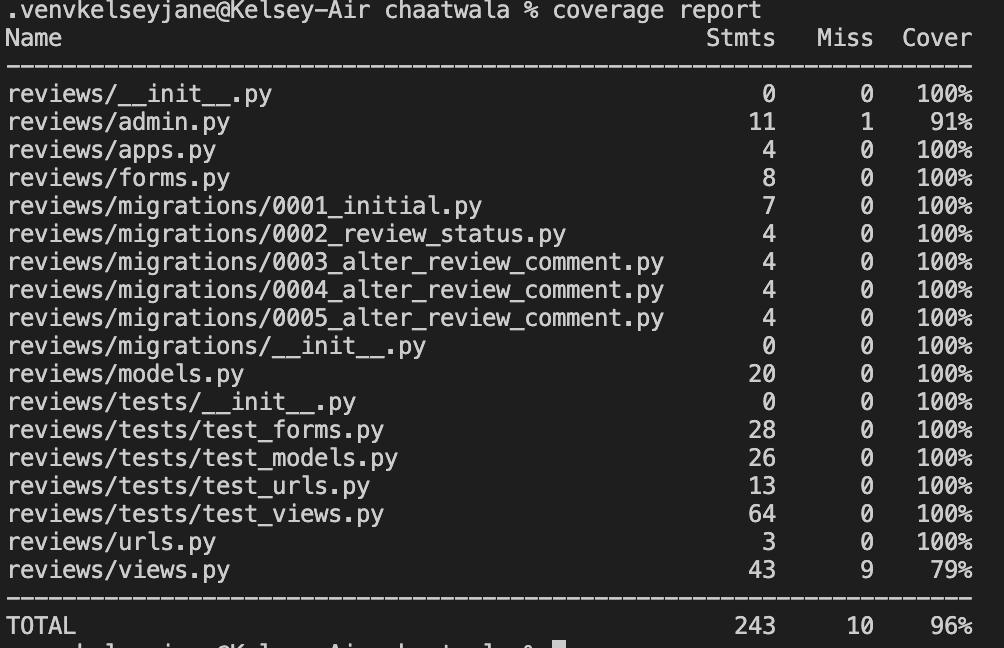 .venvkelseyjane@Kelsey-Air chaatwala % coverage report
Name Stmts Miss Cover
reviews/__init__.py 0 0 100%
reviews/admin.py 11 1 91%
reviews/apps.py 4 0 100%
reviews/forms.py 8 0 100%
reviews/migrations/0001_initial.py 7 0 100%
reviews/migrations/0002_review_status.py 4 0 100%
reviews/migrations/0003_alter_review_comment.py 4 0 100%
reviews/migrations/0004_alter_review_comment.py 4 0 100%
reviews/migrations/0005_alter_review_comment.py 4 0 100%
reviews/migrations/__init__.py 0 0 100%
reviews/models.py 20 0 100%
reviews/tests/__init__.py 0 0 100%
reviews/tests/test_forms.py 28 0 100%
reviews/tests/test_models.py 26 0 100%
reviews/tests/test_urls.py 13 0 100%
reviews/tests/test_views.py 64 0 100%
reviews/urls.py 3 0 100%
reviews/views.py 43 9 79%
TOTAL 243 10 96%